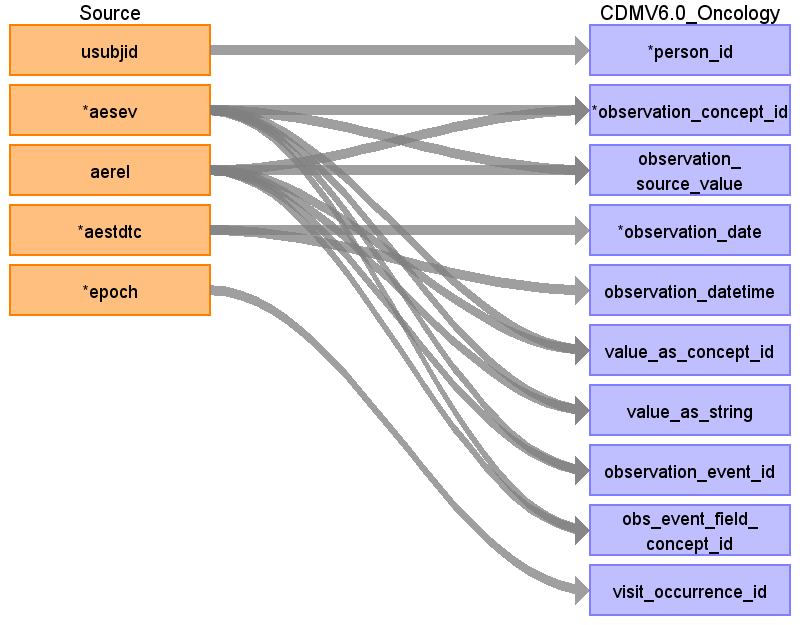 Source
CDMV6.0_Oncology
usubjid
*person_id
*aesev
*observation_concept_id
aerel
observation_
source_value
*aestdtc
*observation_date
*epoch
observation_datetime
value_as_concept_id
value_as_string
observation_event_id
obs_event_field_
concept_id
visit_occurrence_id